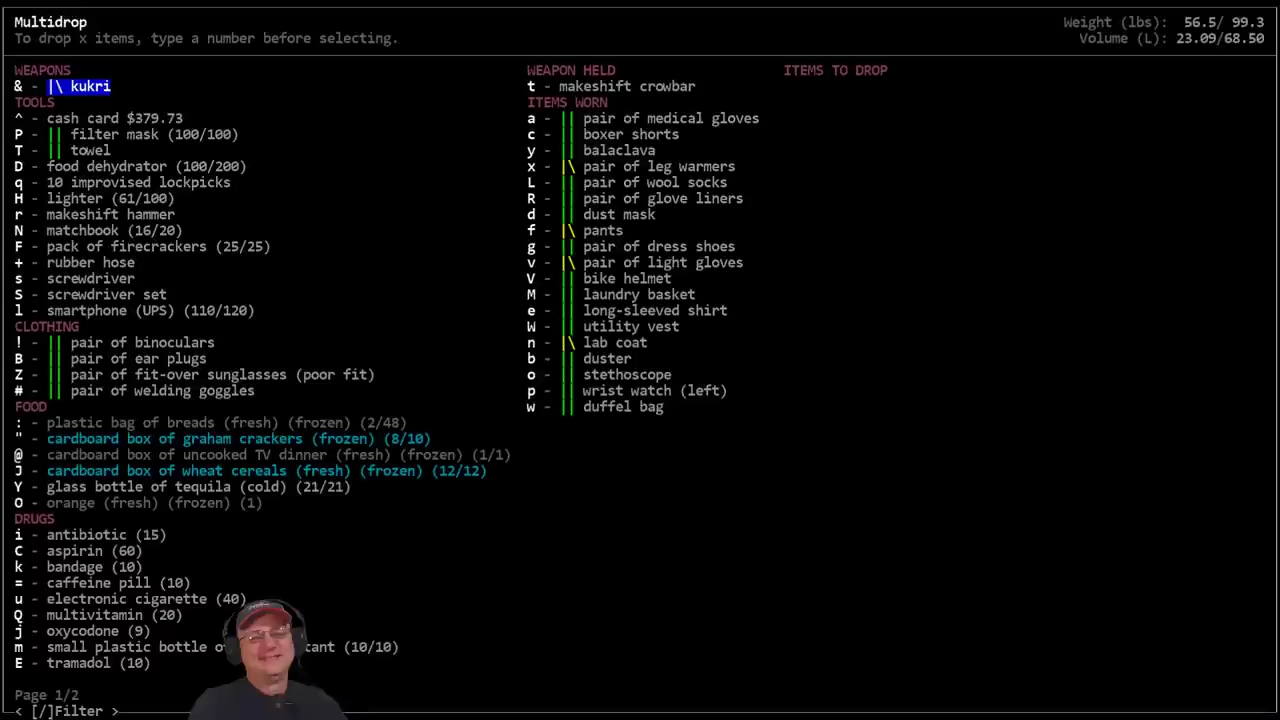 Multidrop
To drop x items, type a number before selecting.
Weight (lbs): 56.5/ 99.3
Volume (L): 23.09/68.50
WEAPONS
& - |\ kukri
TOOLS
^ - cash card $379.73
P - || filter mask (100/100)
T - || towel
D - food dehydrator (100/200)
q - 10 improvised lockpicks
H - lighter (61/100)
r - makeshift hammer
N - matchbook (16/20)
F - pack of firecrackers (25/25)
+ - rubber hose
s - screwdriver
S - screwdriver set
l - smartphone (UPS) (110/120)
CLOTHING
! - || pair of binoculars
B - || pair of ear plugs
Z - || pair of fit-over sunglasses (poor fit)
# - || pair of welding goggles
FOOD
: - plastic bag of breads (fresh) (frozen) (2/48)
" - cardboard box of graham crackers (frozen) (8/10)
@ - cardboard box of uncooked TV dinner (fresh) (frozen) (1/1)
J - cardboard box of wheat cereals (fresh) (frozen) (12/12)
Y - glass bottle of tequila (cold) (21/21)
O - orange (fresh) (frozen) (1)
DRUGS
i - antibiotic (15)
C - aspirin (60)
k - bandage (10)
= - caffeine pill (10)
u - electronic cigarette (40)
Q - multivitamin (20)
j - oxycodone (9)
m - small plastic bottle (10/10)
E - tramadol (10)
Page 1/2
< [/]Filter >
WEAPON HELD
t - makeshift crowbar
ITEMS WORN
a - || pair of medical gloves
c - || boxer shorts
y - || balaclava
x - |\ pair of leg warmers
L - || pair of wool socks
R - || pair of glove liners
d - || dust mask
f - |\ pants
g - || pair of dress shoes
v - |\ pair of light gloves
V - || bike helmet
M - || laundry basket
e - || long-sleeved shirt
W - || utility vest
n - |\ lab coat
b - || duster
o - || stethoscope
p - || wrist watch (left)
w - || duffel bag
ITEMS TO DROP